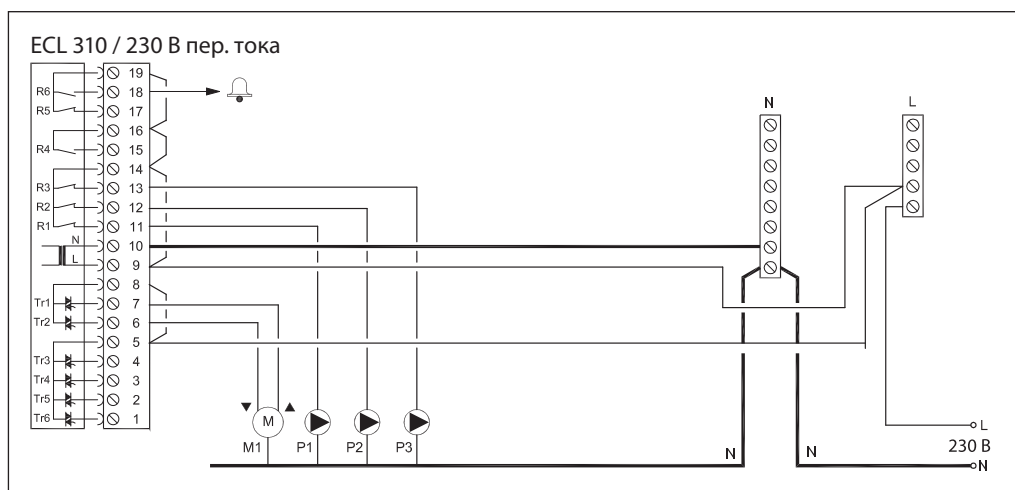 ECL 310 / 230 В пер. тока
19
R6 18
R5 17
16
R4 15
14
R3 13
R2 12
R1 11
N 10
L 9
8
Tr1 7
Tr2 6
5
Tr3 4
Tr4 3
Tr5 2
Tr6 1
N
L
M
M1
P1
P2
P3
N
N
L
230 В
N